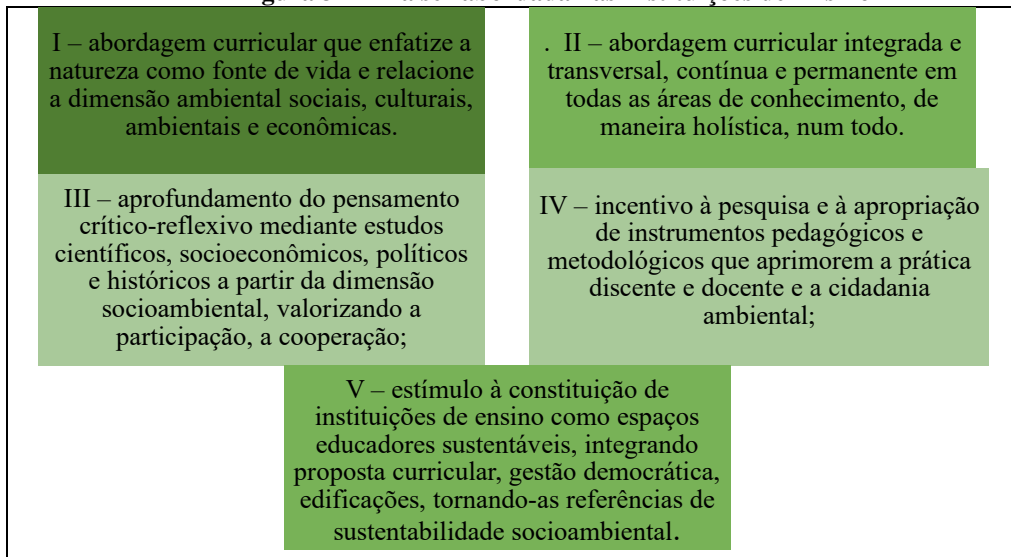 I – abordagem curricular que enfatize a
natureza como fonte de vida e relacione
a dimensão ambiental sociais, culturais,
ambientais e econômicas.
. II – abordagem curricular integrada e
transversal, contínua e permanente em
todas as áreas de conhecimento, de
maneira holística, num todo.
III – aprofundamento do pensamento
crítico-reflexivo mediante estudos
científicos, socioeconômicos, políticos
e históricos a partir da dimensão
socioambiental, valorizando a
participação, a cooperação;
IV – incentivo à pesquisa e à apropriação
de instrumentos pedagógicos e
metodológicos que aprimorem a prática
discente e docente e a cidadania
ambiental;
V – estímulo à constituição de
instituições de ensino como espaços
educadores sustentáveis, integrando
proposta curricular, gestão democrática,
edificações, tornando-as referências de
sustentabilidade socioambiental.